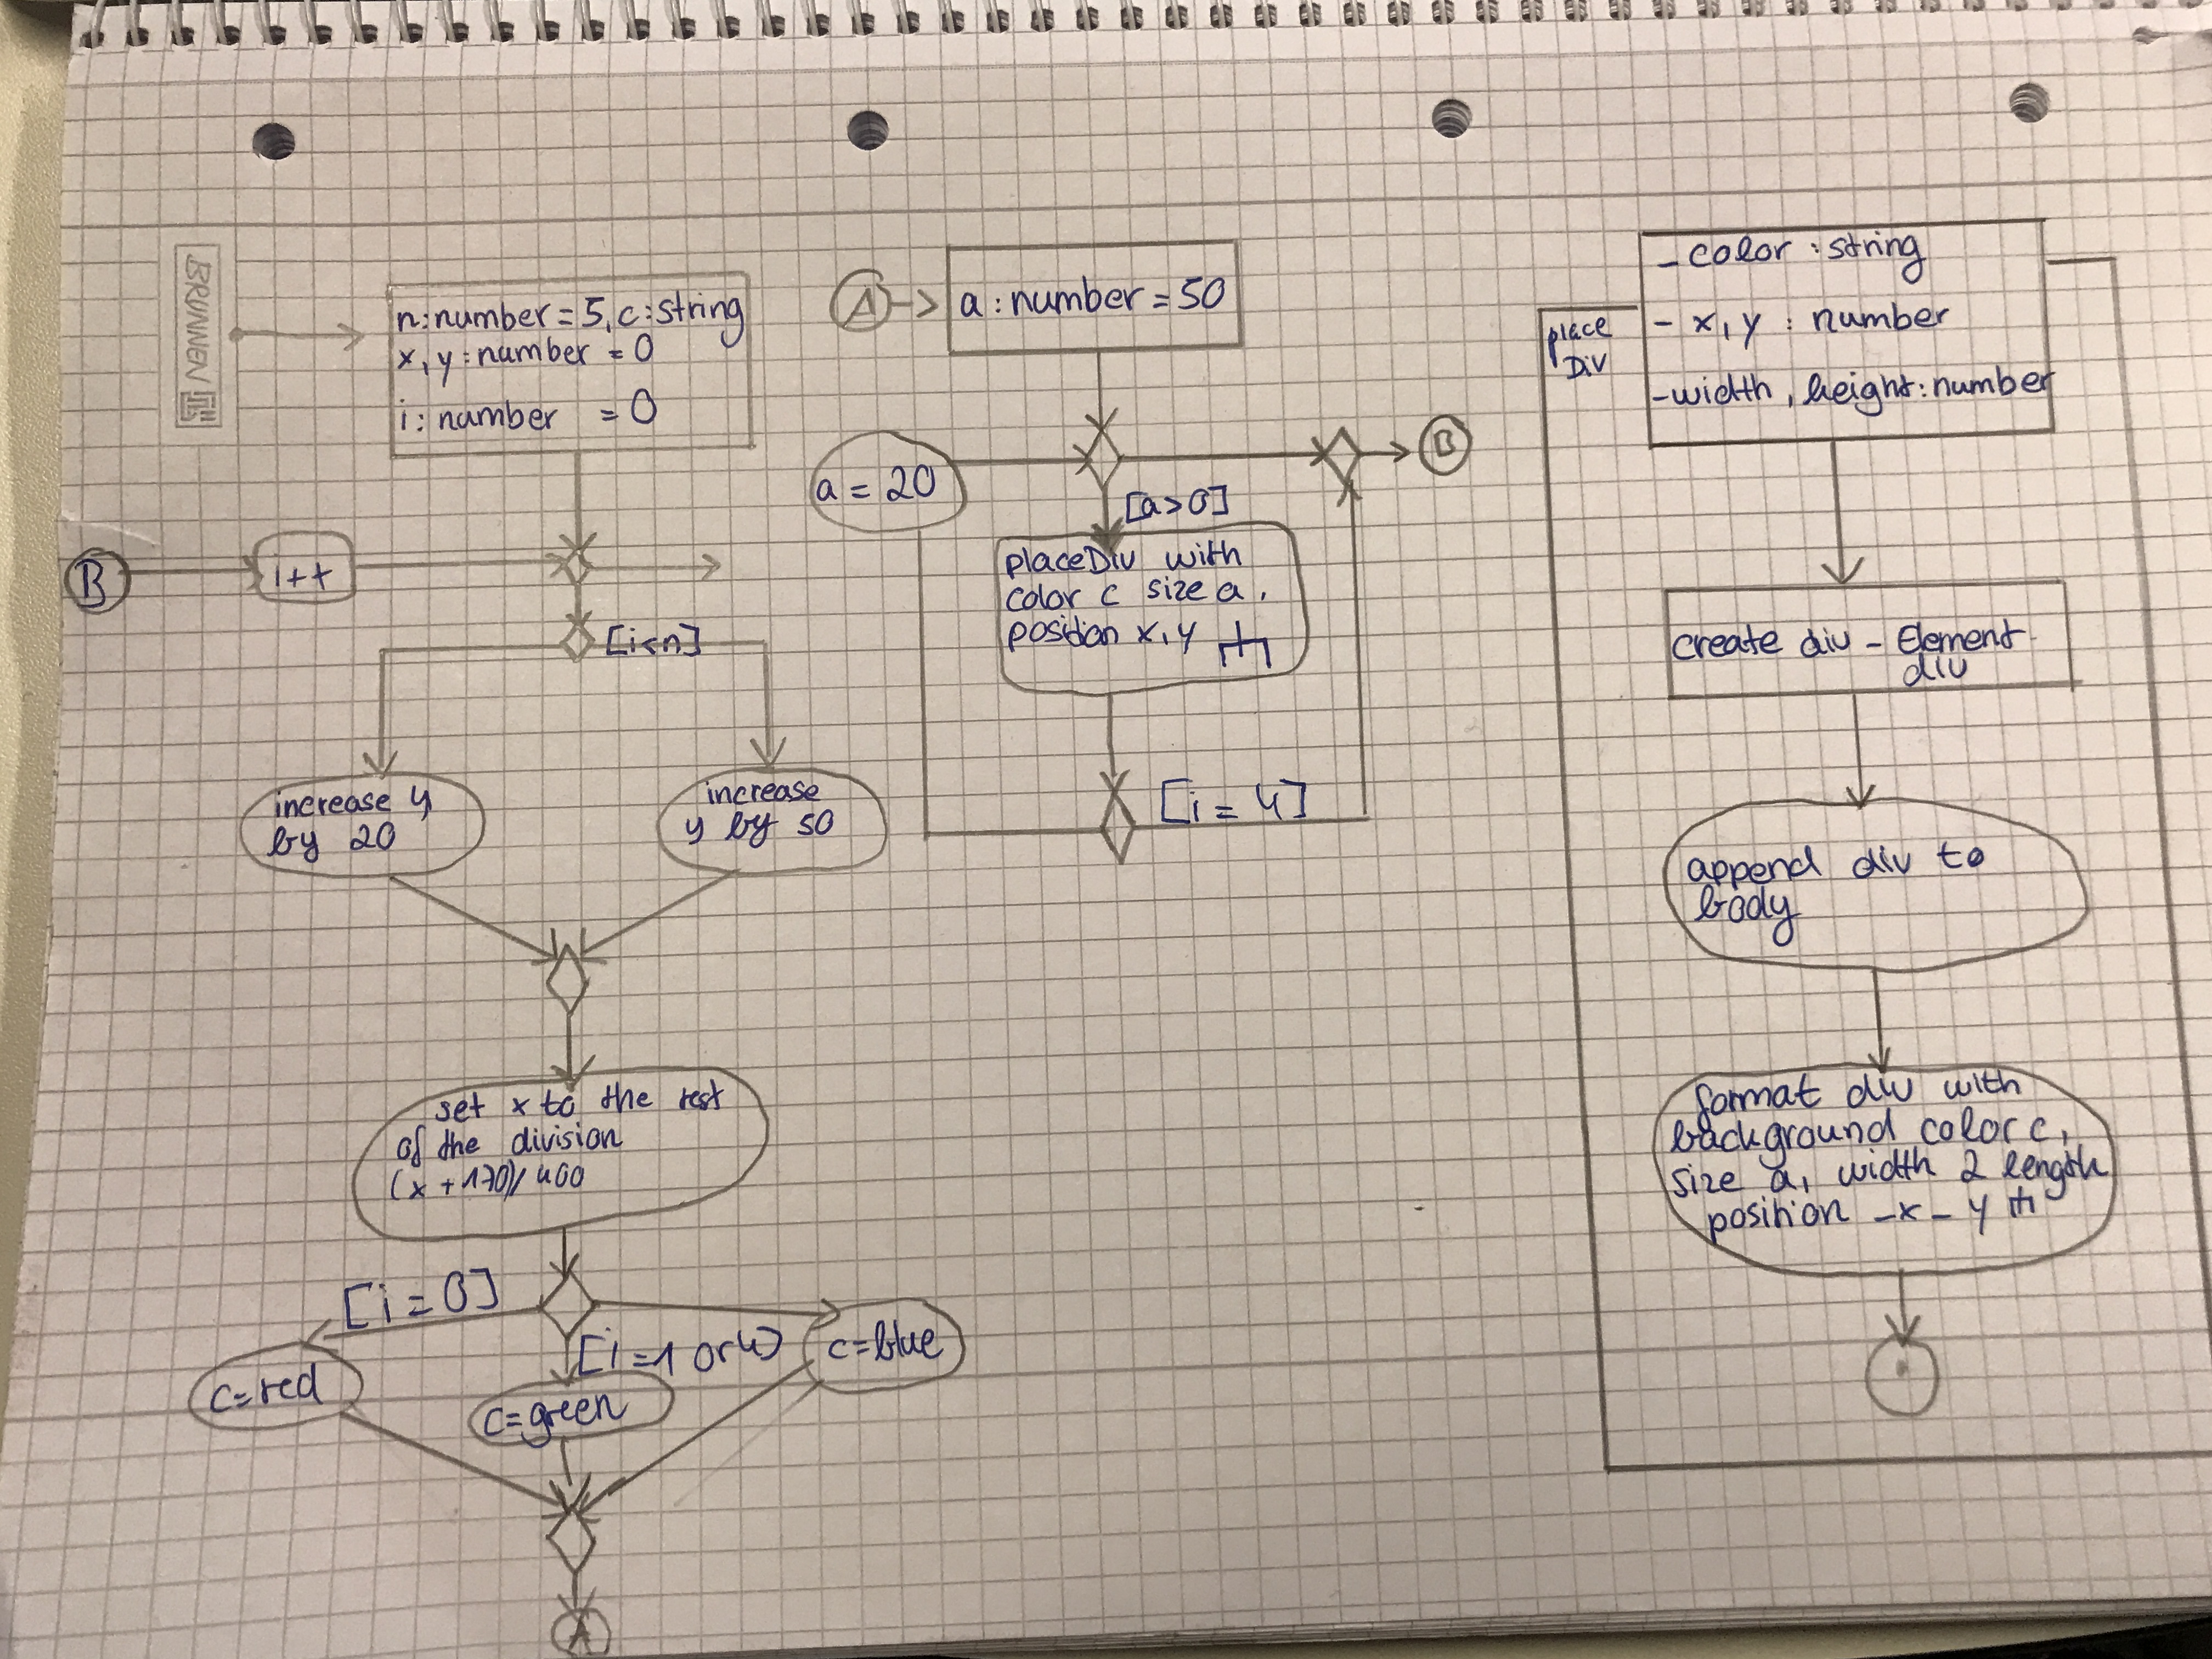 BRUNNEN
n:number=5, c:string
x,y:number=0
i:number =0
B
i++
[i<n]
increase y
by 20
increase
y by 50
set x to the rest
of the division
(x+170)/400
[i=0]
[i=1 or 4]
c=red
c=green
c=blue
A
a:number=50
a=20
[a>0]
placeDiv with
color c size a,
position x,y
[i=4]
B
place
Div
-color:string
-x,y:number
-width,height:number
create div-Element
div
append div to
body
format div with
background color c,
size a, width 2 length
position -x-y